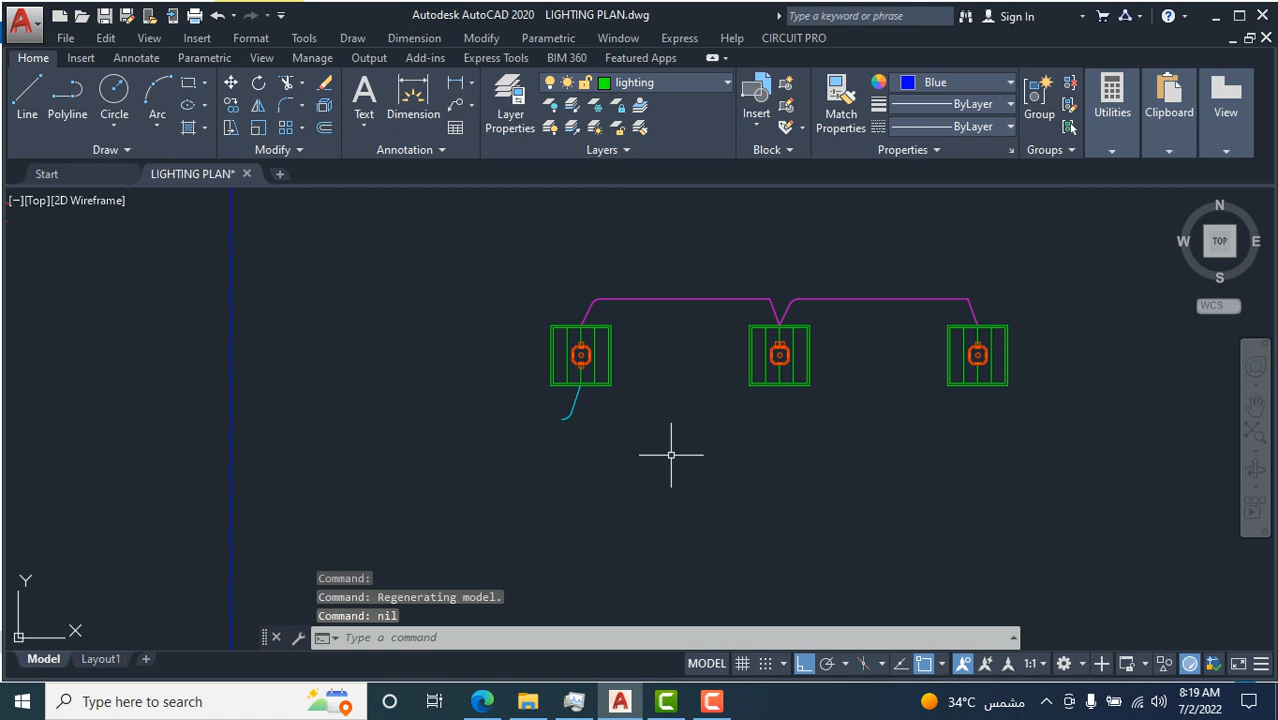 Autodesk AutoCAD 2020 LIGHTING PLAN.dwg
Type a keyword or phrase
Sign In
File Edit View Insert Format Tools Draw Dimension Modify Parametric Window Express Help CIRCUIT PRO
Home Insert Annotate Parametric View Manage Output Add-ins Express Tools BIM 360 Featured Apps
lighting
Blue
ByLayer
ByLayer
Line Polyline Circle Arc Text Dimension Layer Properties Insert Match Properties Group Utilities Clipboard View
Draw Modify Annotation Layers Block Properties Groups
Start LIGHTING PLAN*
[−][Top][2D Wireframe]
N
W TOP E
S
WCS
Y
X
Command:
Command: Regenerating model.
Command: nil
Type a command
Model Layout1 MODEL 1:1
Type here to search
34°C مشمس
8:19 AM
7/2/2022